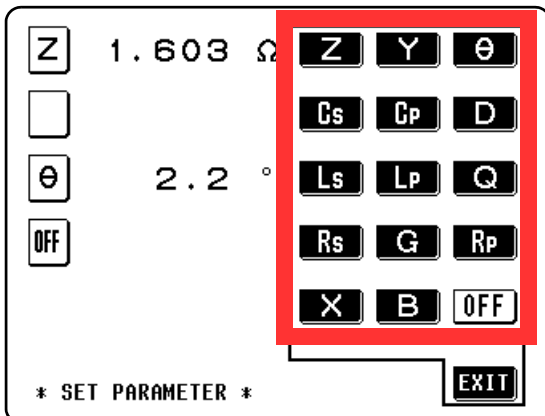 Z 1.603 Ω Z Y θ
Cs Cp D
θ 2.2 ° Ls Lp Q
OFF Rs G Rp
X B OFF
* SET PARAMETER * EXIT